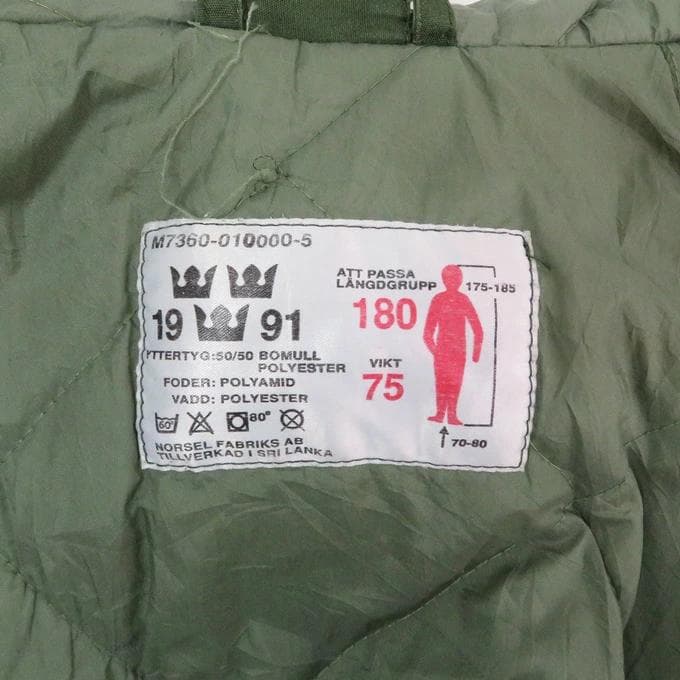 M7360-010000-5
19 91
YTTERTYG:50/50 BOMULL
POLYESTER
FODER: POLYAMID
VADD: POLYESTER
60° 80°
NORSEL FABRIKS AB
TILLVERKAD I SRI LANKA
ATT PASSA
LÄNGDGRUPP 175-185
180
VIKT
75
70-80